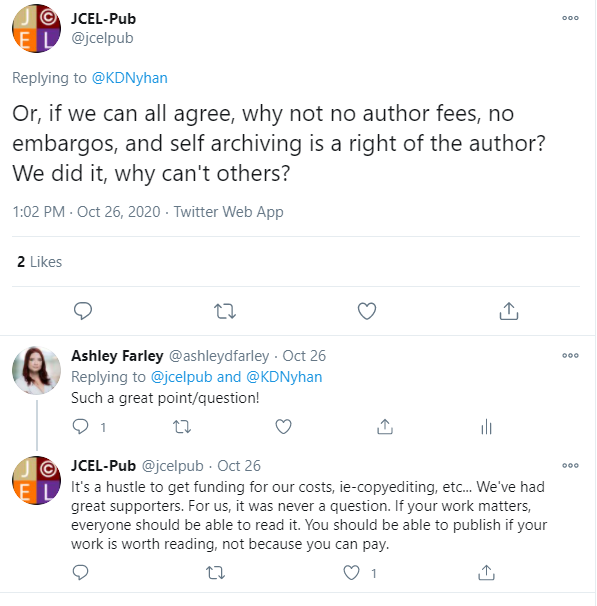 J C E L
JCEL-Pub
@jcelpub
Replying to @KDNyhan
Or, if we can all agree, why not no author fees, no
embargos, and self archiving is a right of the author?
We did it, why can't others?
1:02 PM · Oct 26, 2020 · Twitter Web App
2 Likes
Ashley Farley @ashleydfarley · Oct 26
Replying to @jcelpub and @KDNyhan
Such a great point/question!
1
J C E L
JCEL-Pub @jcelpub · Oct 26
It's a hustle to get funding for our costs, ie-copyediting, etc... We've had
great supporters. For us, it was never a question. If your work matters,
everyone should be able to read it. You should be able to publish if your
work is worth reading, not because you can pay.
1